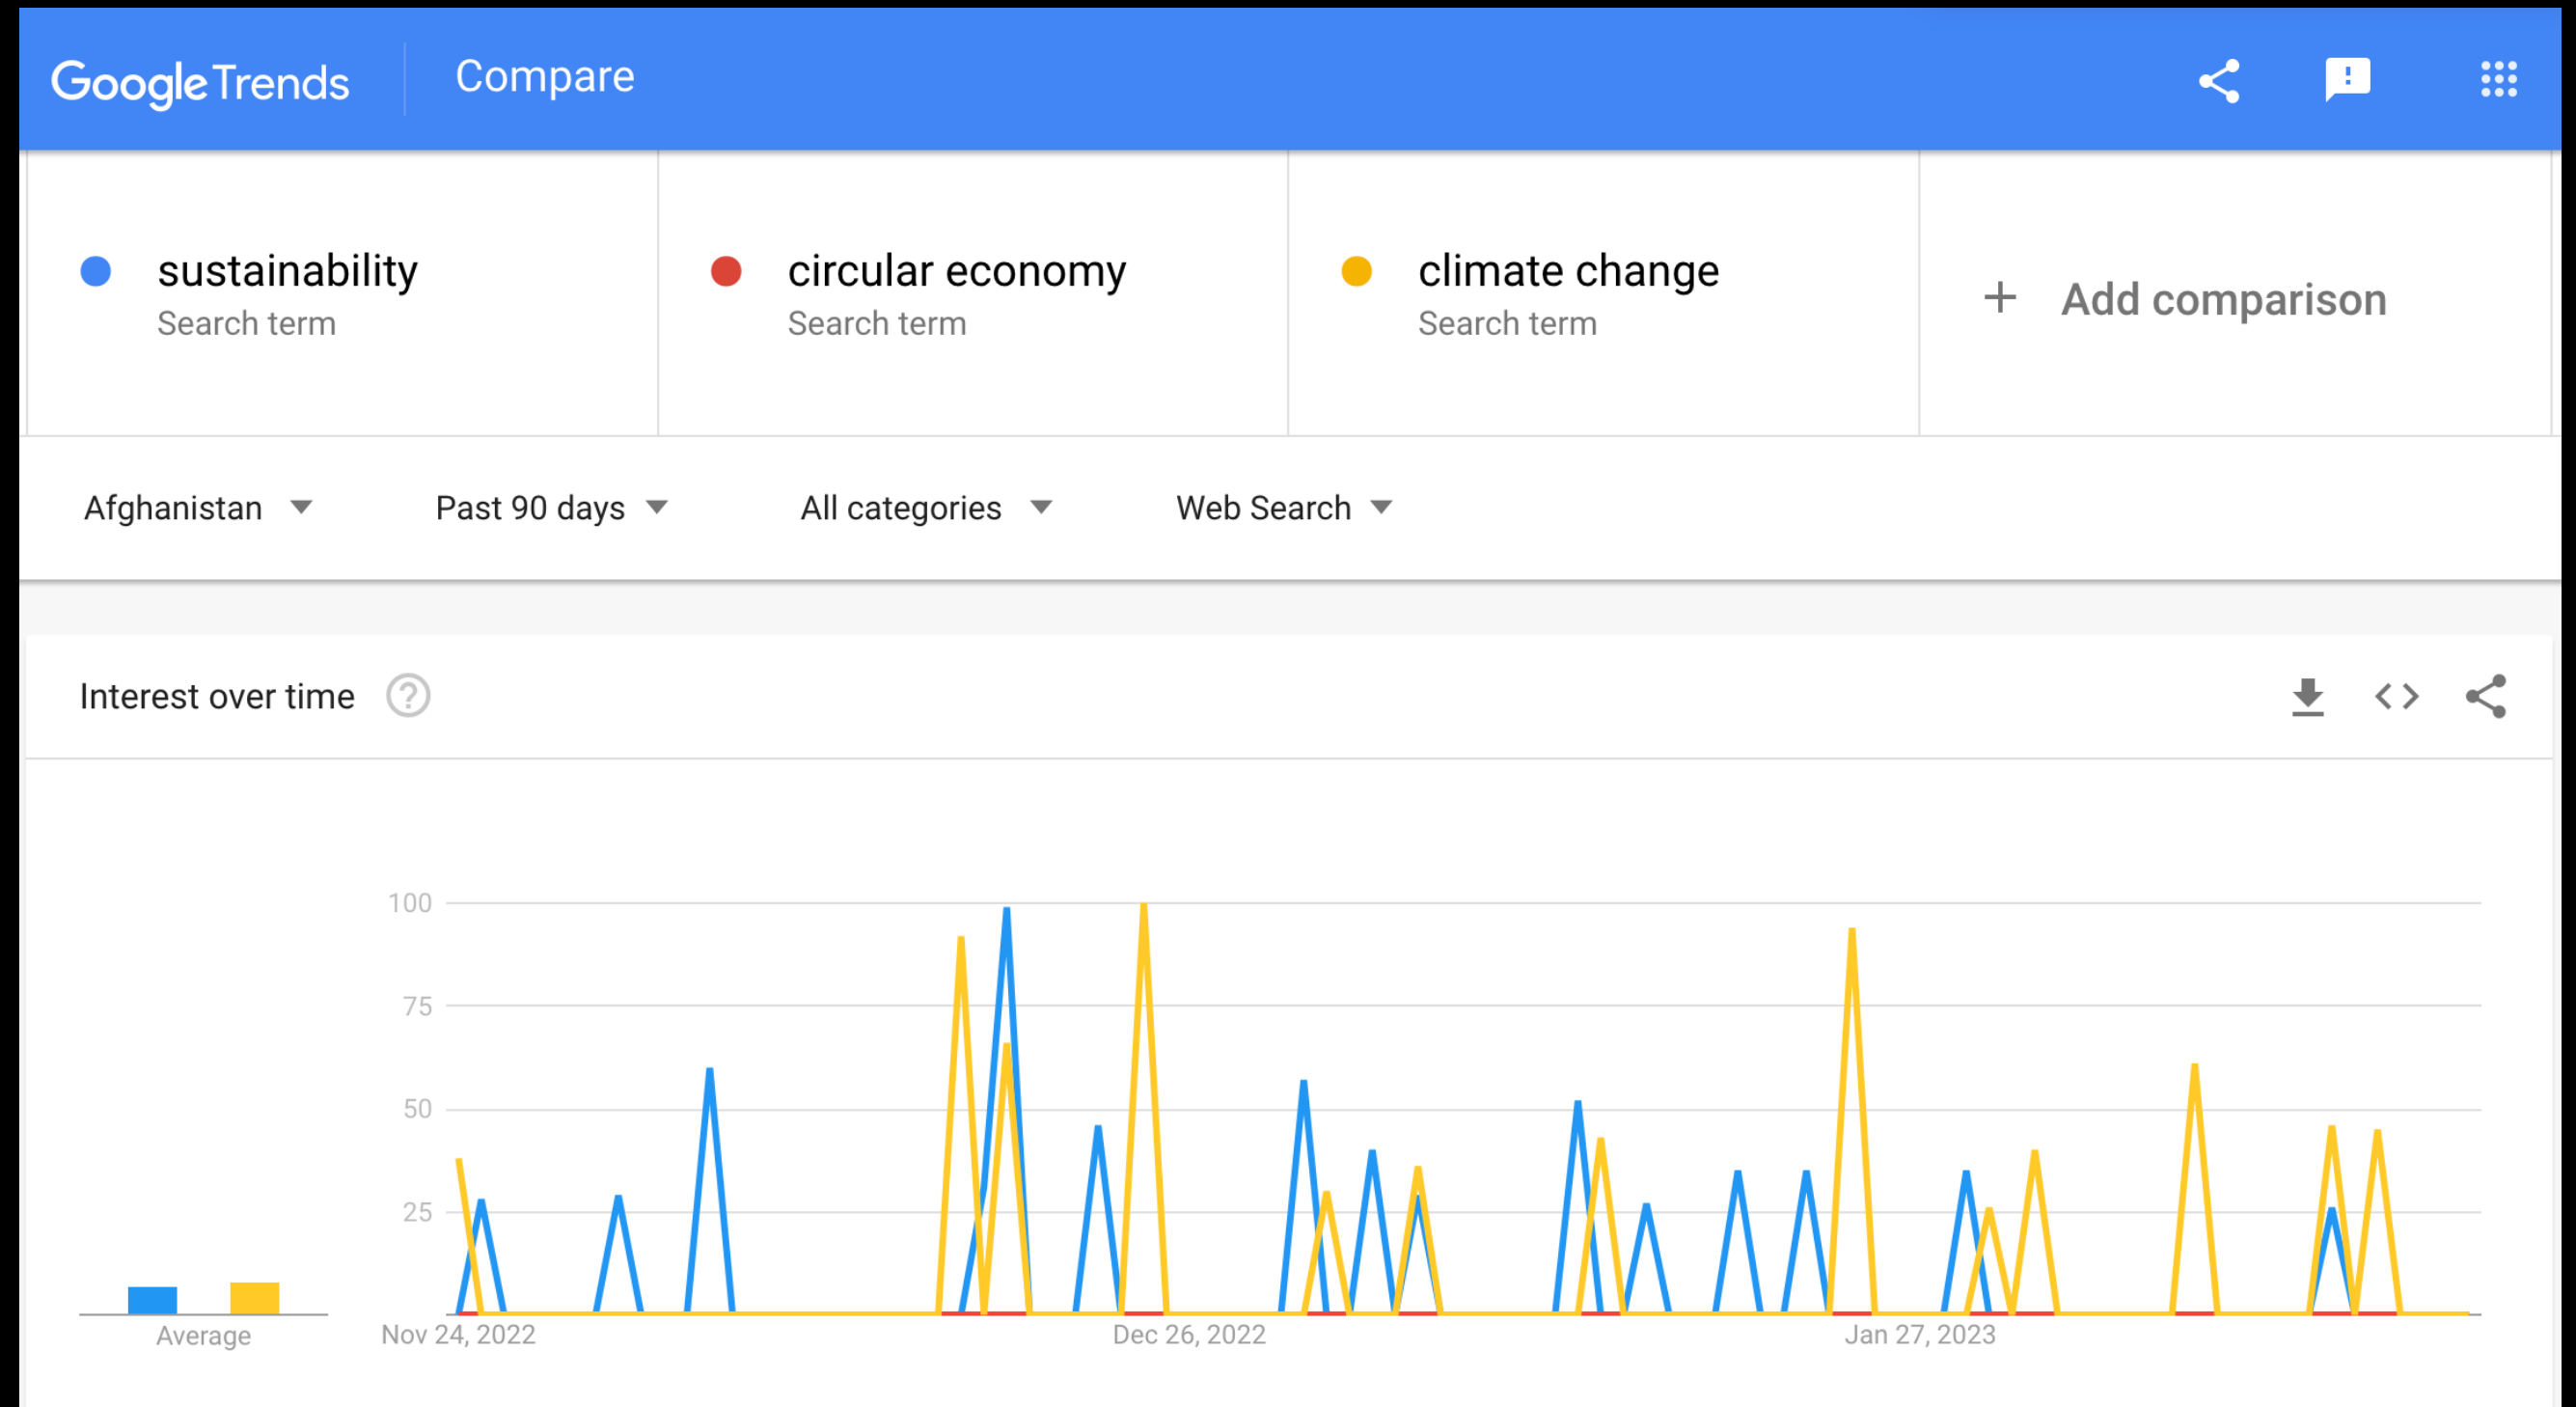 Google Trends Compare
sustainability
Search term
circular economy
Search term
climate change
Search term
+ Add comparison
Afghanistan Past 90 days All categories Web Search
Interest over time ?
100
75
50
25
Average
Nov 24, 2022 Dec 26, 2022 Jan 27, 2023